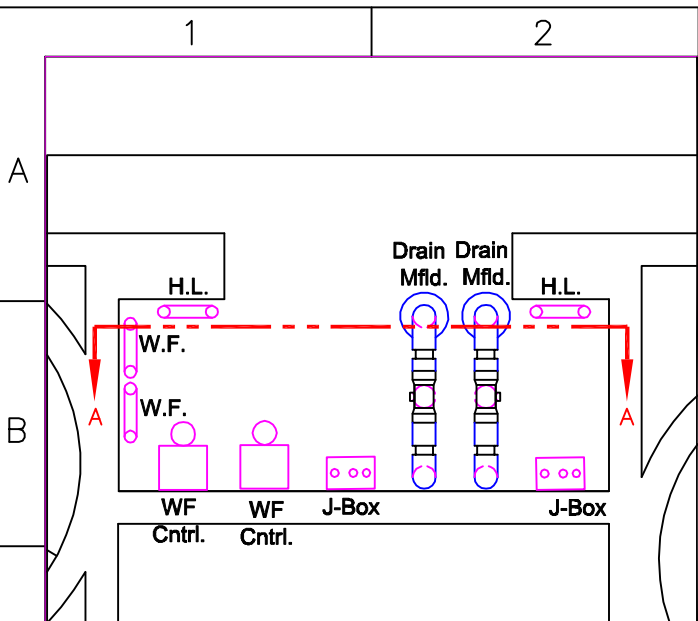 1
2
A
Drain
Mfld.
Drain
Mfld.
H.L.
H.L.
W.F.
W.F.
A
A
B
WF
Cntrl.
WF
Cntrl.
J-Box
J-Box